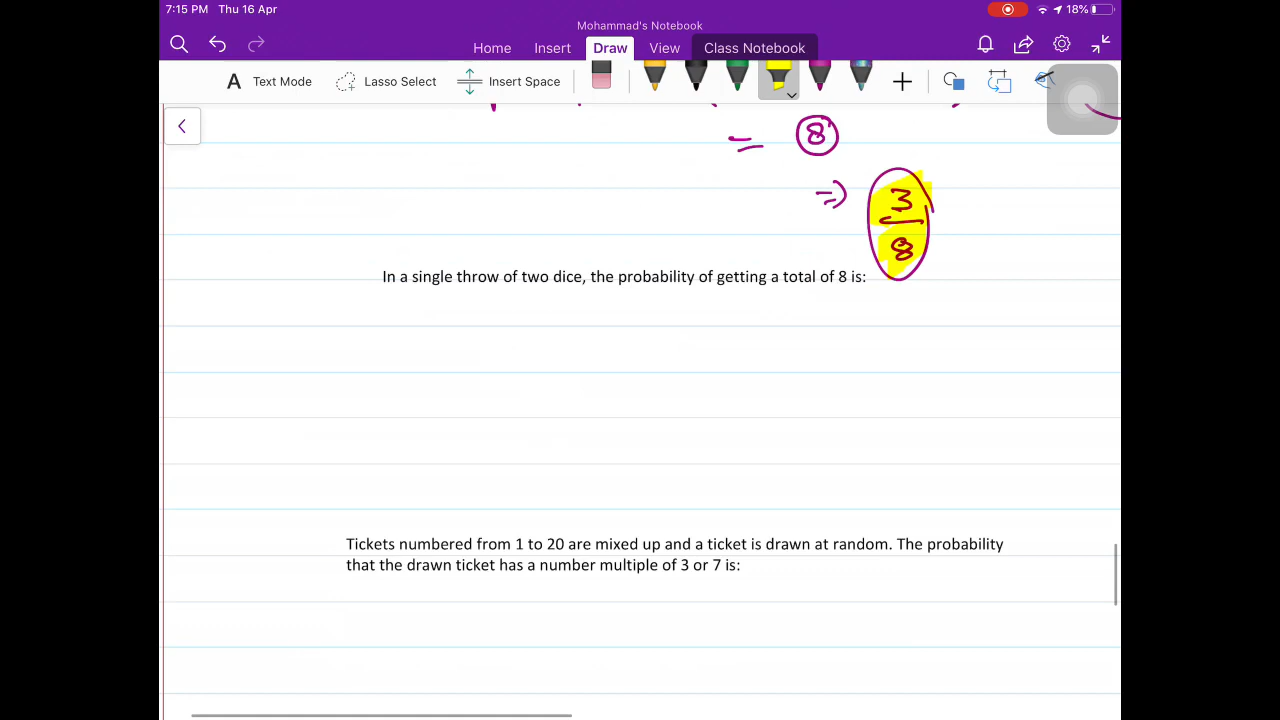 7:15 PM Thu 16 Apr
18%
Mohammad's Notebook
Home Insert Draw View Class Notebook
A Text Mode Lasso Select Insert Space
= 8
=> 3
8
In a single throw of two dice, the probability of getting a total of 8 is:
Tickets numbered from 1 to 20 are mixed up and a ticket is drawn at random. The probability
that the drawn ticket has a number multiple of 3 or 7 is: